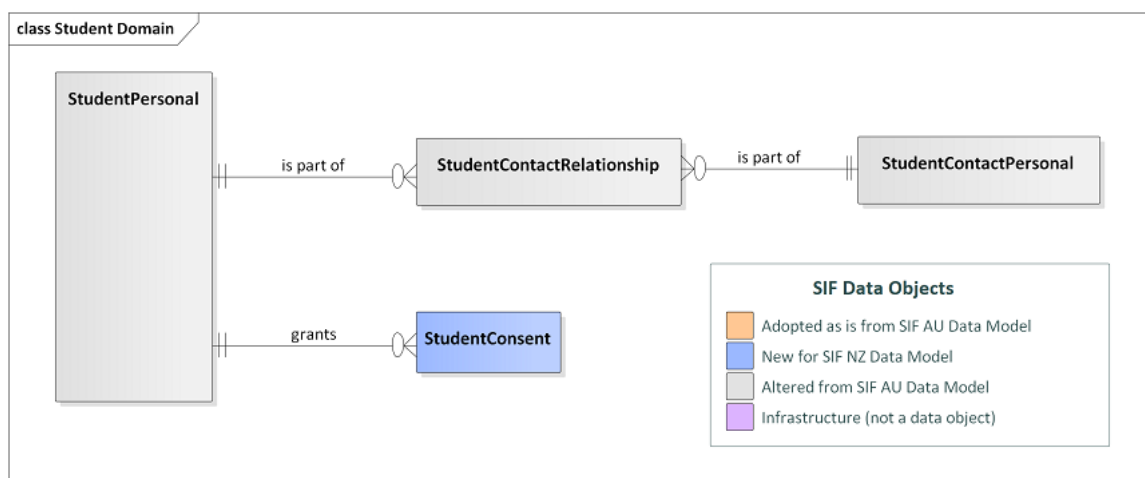 class Student Domain
StudentPersonal
is part of
StudentContactRelationship
is part of
StudentContactPersonal
grants
StudentConsent
SIF Data Objects
Adopted as is from SIF AU Data Model
New for SIF NZ Data Model
Altered from SIF AU Data Model
Infrastructure (not a data object)